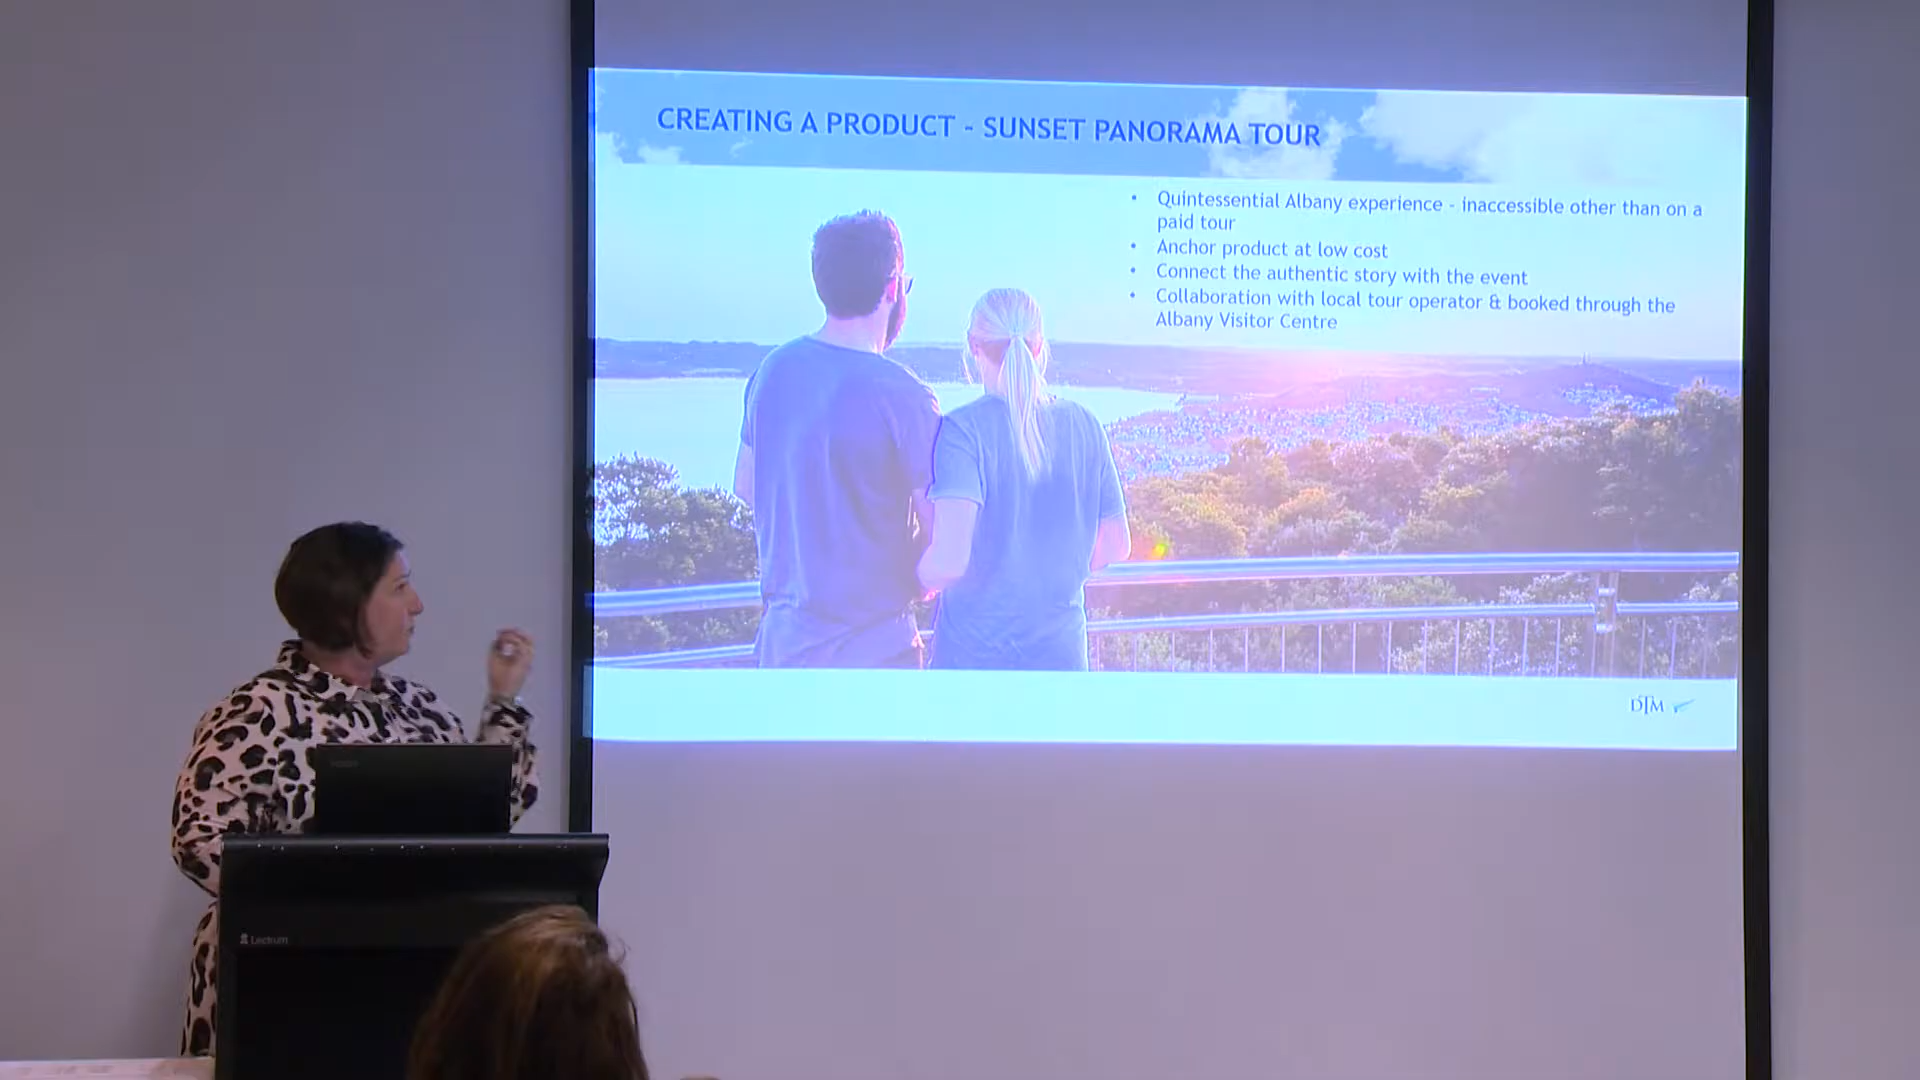 CREATING A PRODUCT - SUNSET PANORAMA TOUR
• Quintessential Albany experience - inaccessible other than on a
paid tour
• Anchor product at low cost
• Connect the authentic story with the event
• Collaboration with local tour operator & booked through the
Albany Visitor Centre
DTM
Lectrum